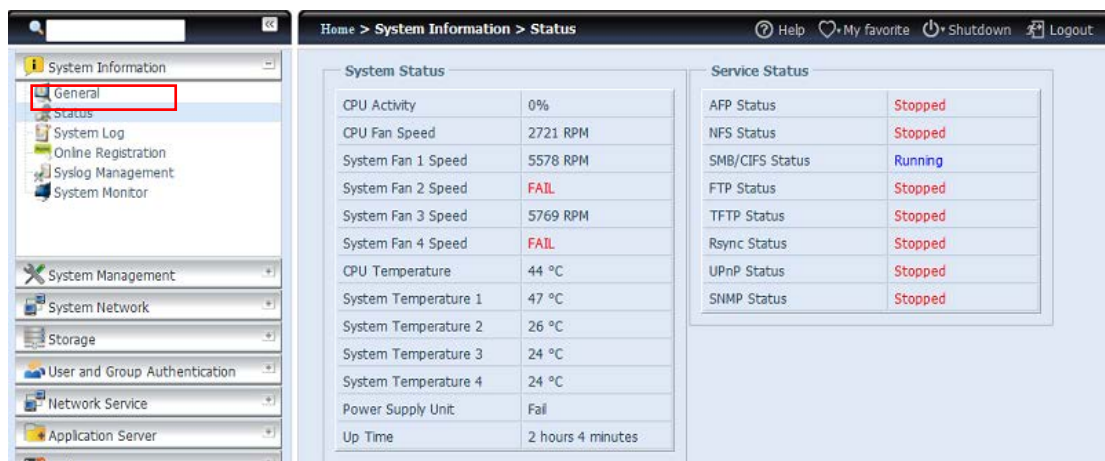 Home > System Information > Status
Help
My favorite
Shutdown
Logout
System Information
General
Status
System Log
Online Registration
Syslog Management
System Monitor
System Management
System Network
Storage
User and Group Authentication
Network Service
Application Server
System Status
CPU Activity 0%
CPU Fan Speed 2721 RPM
System Fan 1 Speed 5578 RPM
System Fan 2 Speed FAIL
System Fan 3 Speed 5769 RPM
System Fan 4 Speed FAIL
CPU Temperature 44 °C
System Temperature 1 47 °C
System Temperature 2 26 °C
System Temperature 3 24 °C
System Temperature 4 24 °C
Power Supply Unit Fail
Up Time 2 hours 4 minutes
Service Status
AFP Status Stopped
NFS Status Stopped
SMB/CIFS Status Running
FTP Status Stopped
TFTP Status Stopped
Rsync Status Stopped
UPnP Status Stopped
SNMP Status Stopped